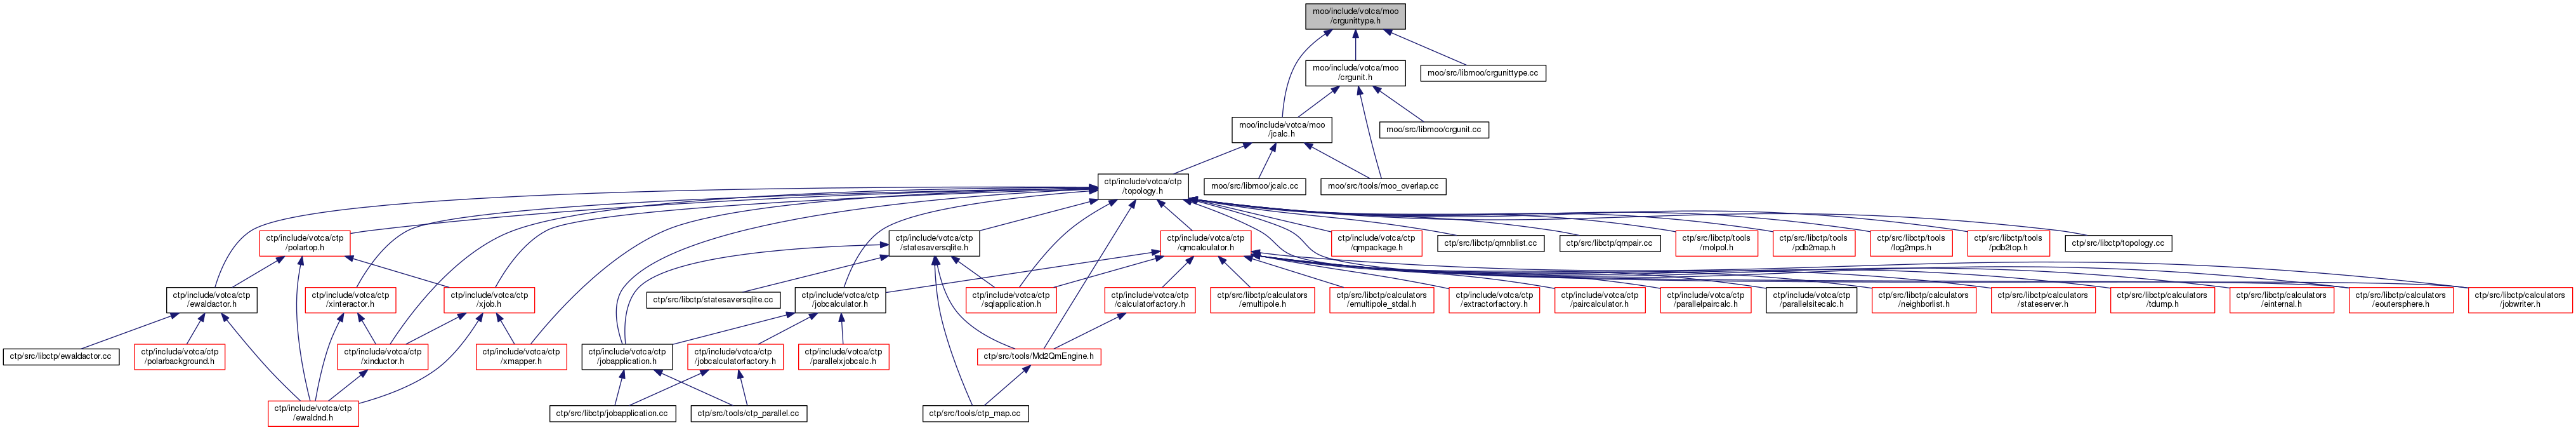 moo/include/votca/moo
/crgunittype.h
moo/include/votca/moo
/crgunit.h
moo/src/libmoo/crgunittype.cc
moo/include/votca/moo
/jcalc.h
moo/src/libmoo/crgunit.cc
ctp/include/votca/ctp
/topology.h
moo/src/libmoo/jcalc.cc
moo/src/tools/moo_overlap.cc
ctp/include/votca/ctp
/polartop.h
ctp/include/votca/ctp
/statesaversqlite.h
ctp/include/votca/ctp
/qmcalculator.h
ctp/include/votca/ctp
/qmpackage.h
ctp/src/libctp/qmnblist.cc
ctp/src/libctp/qmpair.cc
ctp/src/libctp/tools
/molpol.h
ctp/src/libctp/tools
/pdb2map.h
ctp/src/libctp/tools
/log2mps.h
ctp/src/libctp/tools
/pdb2top.h
ctp/src/libctp/topology.cc
ctp/include/votca/ctp
/ewaldactor.h
ctp/include/votca/ctp
/xinteractor.h
ctp/include/votca/ctp
/xjob.h
ctp/src/libctp/statesaversqlite.cc
ctp/include/votca/ctp
/jobcalculator.h
ctp/include/votca/ctp
/sqlapplication.h
ctp/include/votca/ctp
/calculatorfactory.h
ctp/src/libctp/calculators
/emultipole.h
ctp/src/libctp/calculators
/emultipole_stdal.h
ctp/include/votca/ctp
/extractorfactory.h
ctp/include/votca/ctp
/paircalculator.h
ctp/include/votca/ctp
/parallelpaircalc.h
ctp/include/votca/ctp
/parallelsitecalc.h
ctp/src/libctp/calculators
/neighborlist.h
ctp/src/libctp/calculators
/stateserver.h
ctp/src/libctp/calculators
/tdump.h
ctp/src/libctp/calculators
/einternal.h
ctp/src/libctp/calculators
/eoutersphere.h
ctp/src/libctp/calculators
/jobwriter.h
ctp/src/libctp/ewaldactor.cc
ctp/include/votca/ctp
/polarbackground.h
ctp/include/votca/ctp
/xinductor.h
ctp/include/votca/ctp
/xmapper.h
ctp/include/votca/ctp
/jobapplication.h
ctp/include/votca/ctp
/jobcalculatorfactory.h
ctp/include/votca/ctp
/parallelxjobcalc.h
ctp/src/tools/Md2QmEngine.h
ctp/include/votca/ctp
/ewaldnd.h
ctp/src/libctp/jobapplication.cc
ctp/src/tools/ctp_parallel.cc
ctp/src/tools/ctp_map.cc